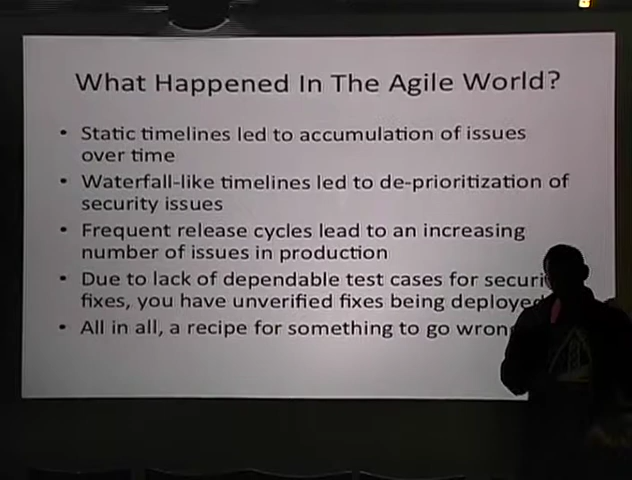 What Happened In The Agile World?
• Static timelines led to accumulation of issues
over time
• Waterfall-like timelines led to de-prioritization of
security issues
• Frequent release cycles lead to an increasing
number of issues in production
• Due to lack of dependable test cases for securi
fixes, you have unverified fixes being deployed
• All in all, a recipe for something to go wron